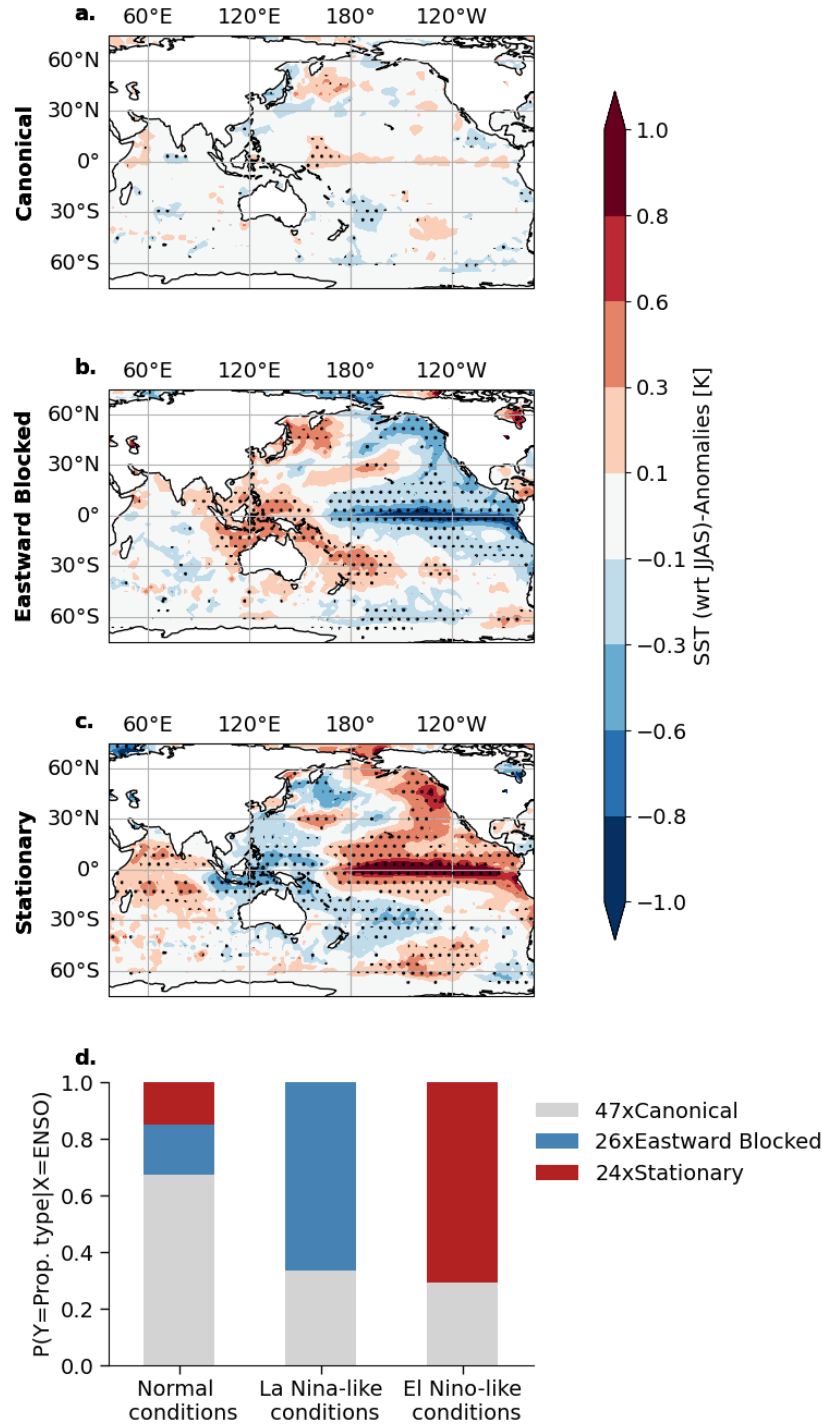 a.
60°E 120°E 180° 120°W
60°N
30°N
0°
30°S
60°S
Canonical
b.
60°E 120°E 180° 120°W
60°N
30°N
0°
30°S
60°S
Eastward Blocked
c.
60°E 120°E 180° 120°W
60°N
30°N
0°
30°S
60°S
Stationary
1.0
0.8
0.6
0.3
0.1
−0.1
−0.3
−0.6
−0.8
−1.0
SST (wrt JJAS)-Anomalies [K]
d.
1.0
0.8
0.6
0.4
0.2
0.0
P(Y=Prop. type|X=ENSO)
Normal
conditions
La Nina-like
conditions
El Nino-like
conditions
47xCanonical
26xEastward Blocked
24xStationary